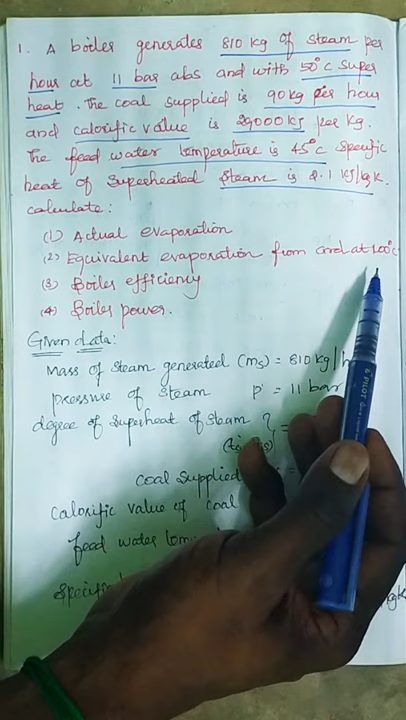 1. A boiler generates 810 kg of steam per
hour at 11 bar abs and with 50°C super
heat. The coal supplied is 90 kg per hour
and calorific value is 29000 kJ per kg.
The feed water temperature is 45°C specific
heat of superheated steam is 2.1 kJ/kg k.
calculate:
(1) Actual evaporation
(2) Equivalent evaporation from and at 100°C
(3) Boiler efficiency
(4) Boiler power.
Given data:
Mass of steam generated (ms) = 810 kg/h
pressure of steam P = 11 bar
degree of superheat of steam } =
coal supplied =
calorific value of coal
feed water